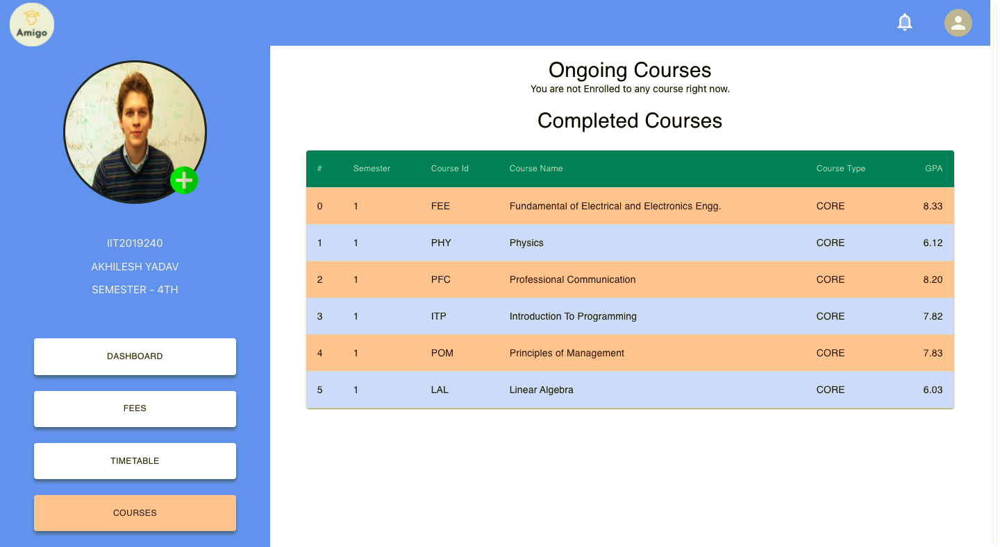 Amigo
IIT2019240
AKHILESH YADAV
SEMESTER - 4TH
DASHBOARD
FEES
TIMETABLE
COURSES
Ongoing Courses
You are not Enrolled to any course right now.
Completed Courses
# Semester Course Id Course Name Course Type GPA
0 1 FEE Fundamental of Electrical and Electronics Engg. CORE 8.33
1 1 PHY Physics CORE 6.12
2 1 PFC Professional Communication CORE 8.20
3 1 ITP Introduction To Programming CORE 7.82
4 1 POM Principles of Management CORE 7.83
5 1 LAL Linear Algebra CORE 6.03